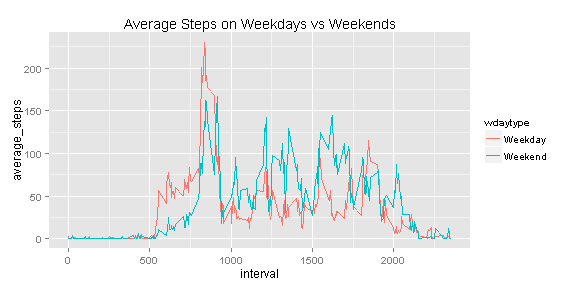 Average Steps on Weekdays vs Weekends
average_steps
200
150
100
50
0
0
500
1000
1500
2000
interval
wdaytype
Weekday
Weekend